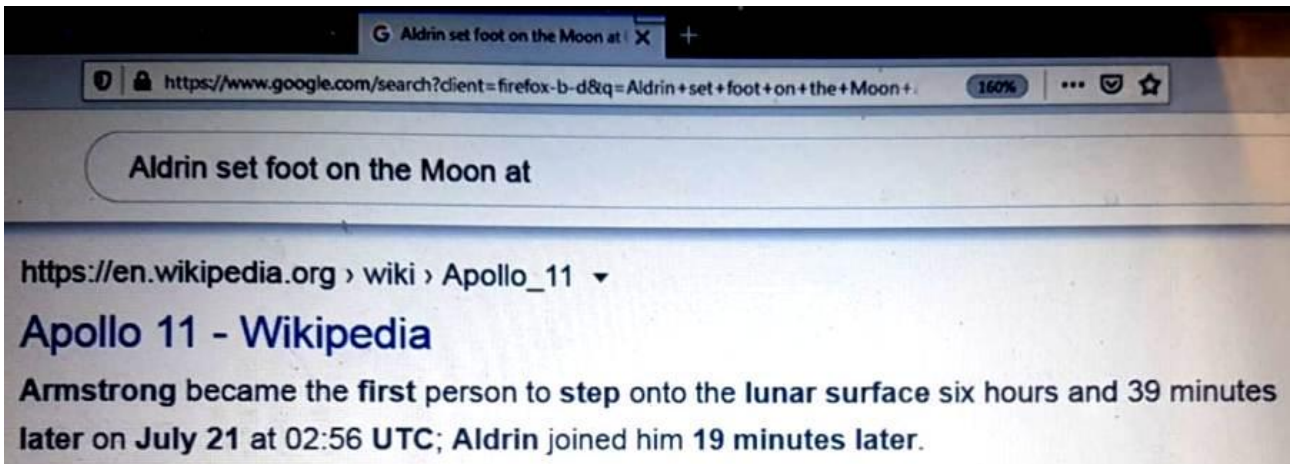 G Aldrin set foot on the Moon at
https://www.google.com/search?client=firefox-b-d&q=Aldrin+set+foot+on+the+Moon+ 160%
Aldrin set foot on the Moon at
https://en.wikipedia.org › wiki › Apollo_11
Apollo 11 - Wikipedia
Armstrong became the first person to step onto the lunar surface six hours and 39 minutes
later on July 21 at 02:56 UTC; Aldrin joined him 19 minutes later.